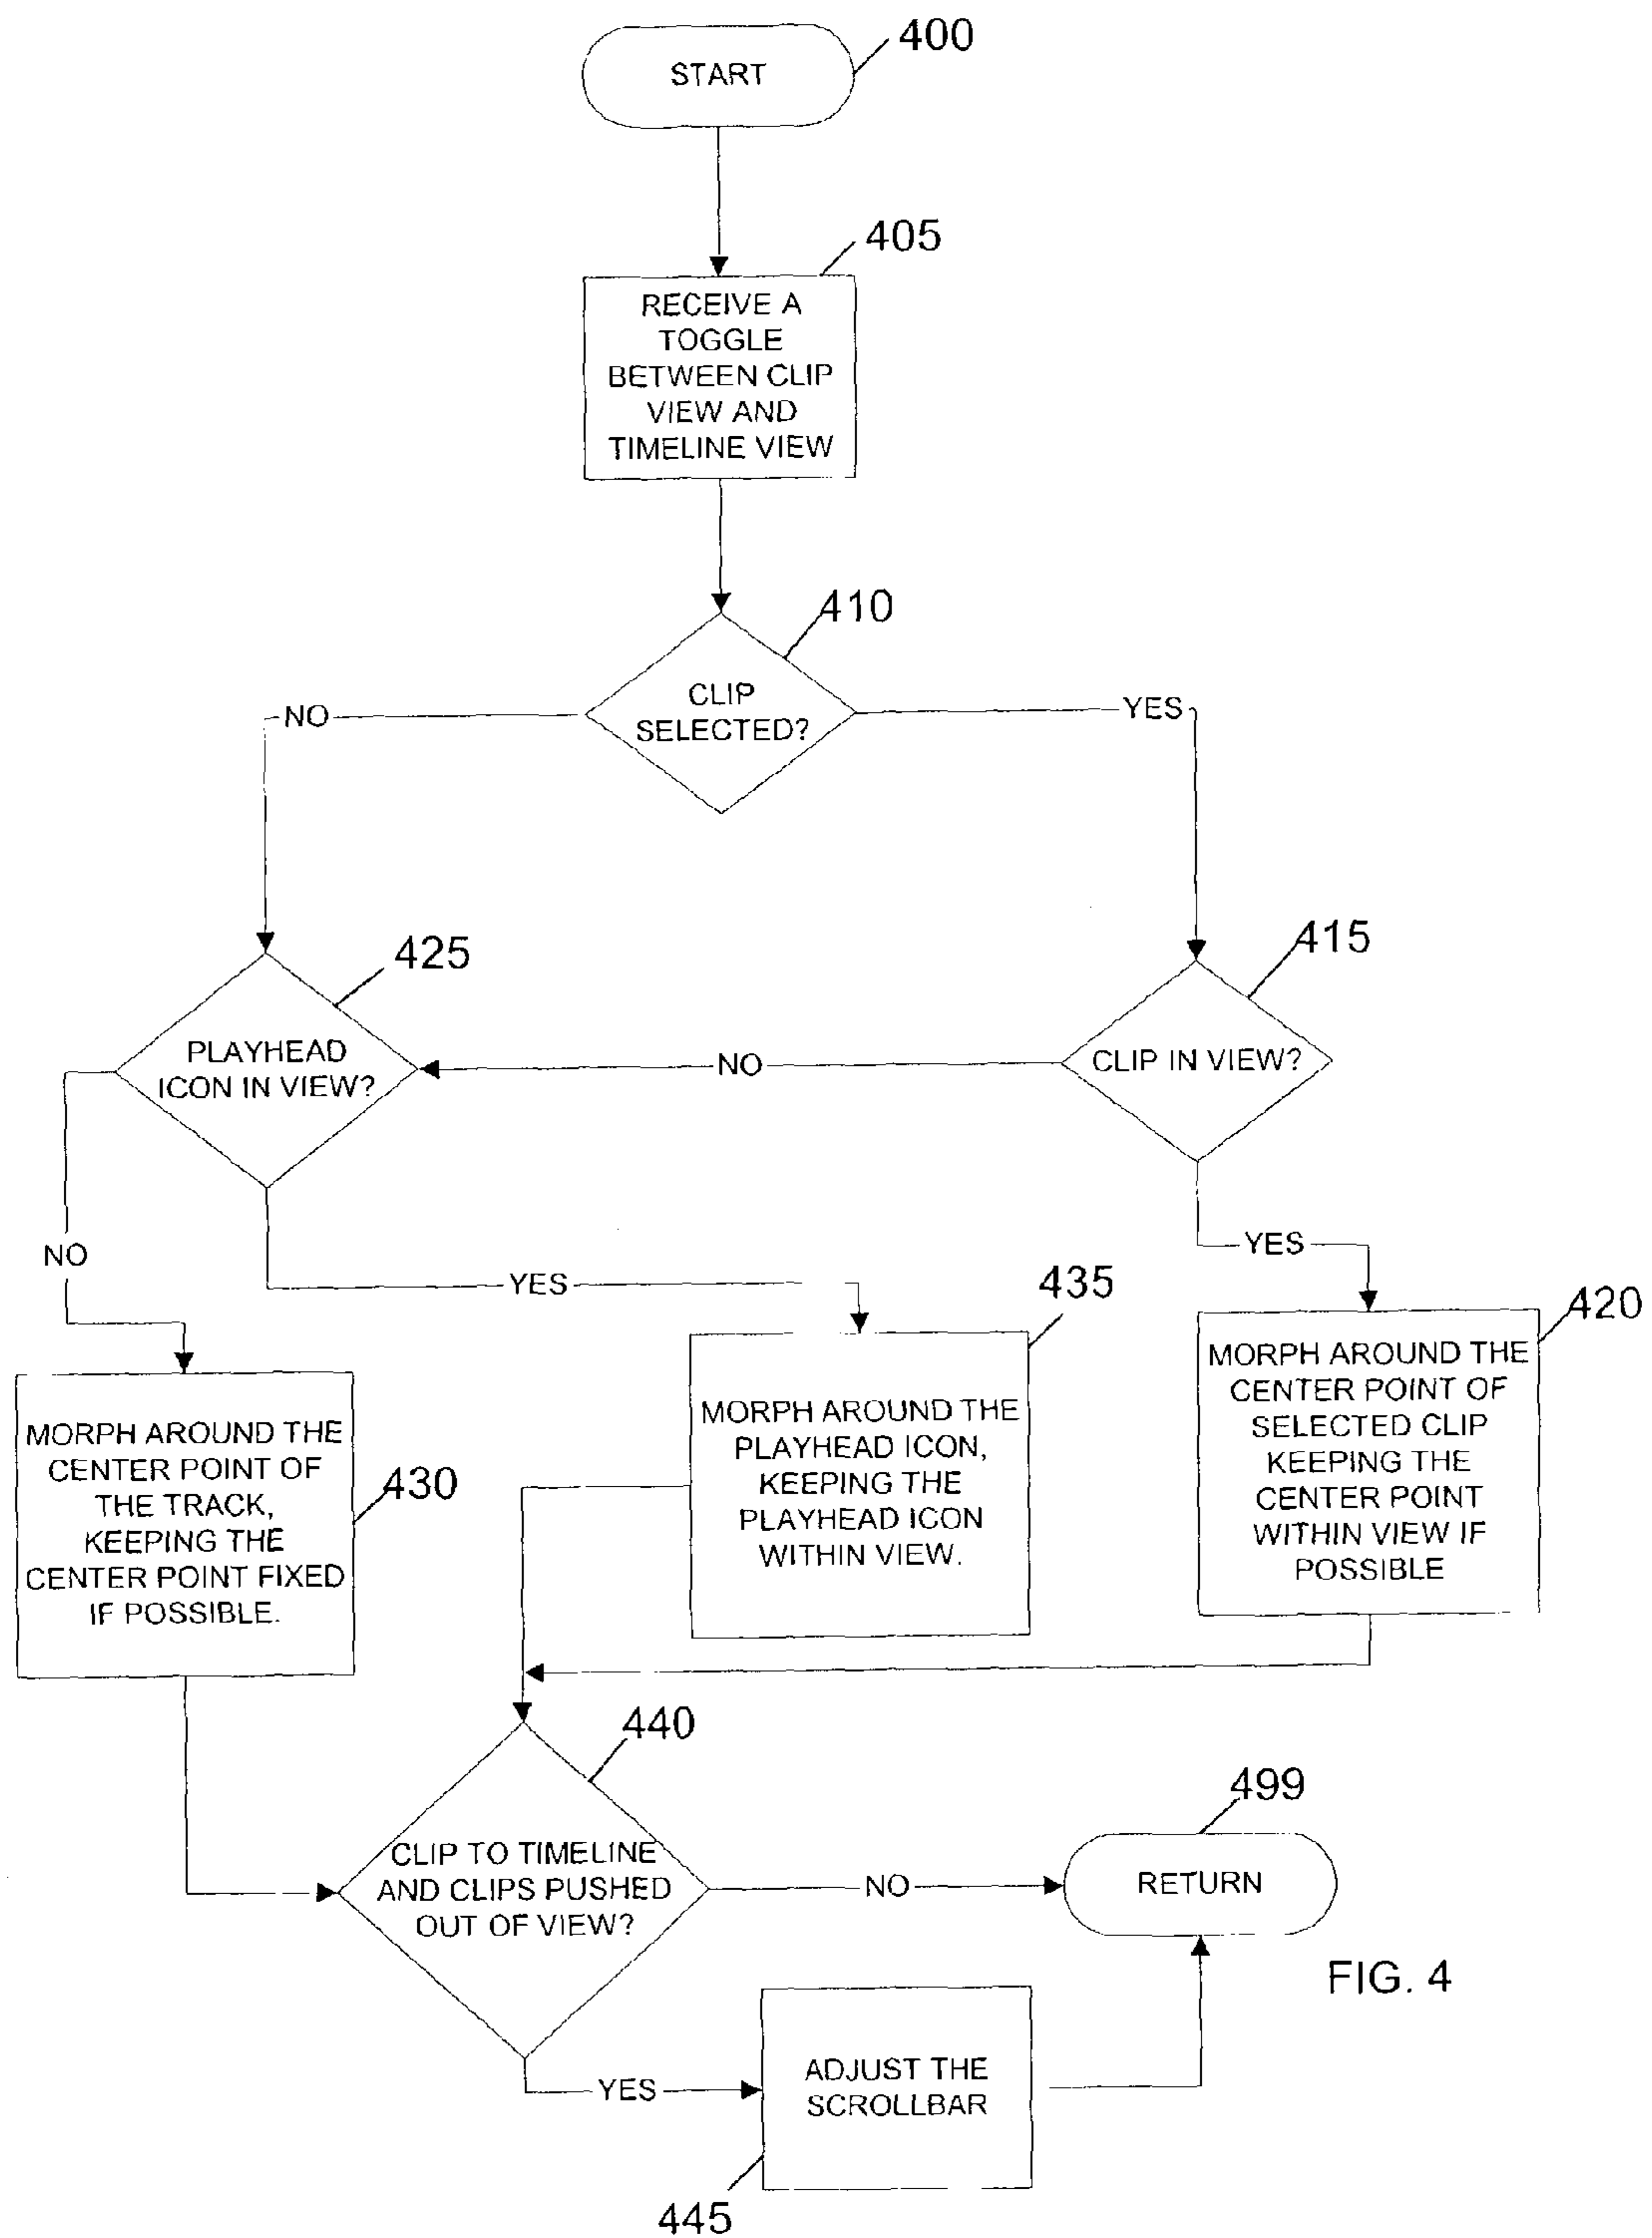 400
START
405
RECEIVE A
TOGGLE
BETWEEN CLIP
VIEW AND
TIMELINE VIEW
410
CLIP
SELECTED?
NO
YES
425
415
PLAYHEAD
ICON IN VIEW?
NO
CLIP IN VIEW?
NO
YES
YES
435
420
MORPH AROUND THE
CENTER POINT OF
THE TRACK,
KEEPING THE
CENTER POINT FIXED
IF POSSIBLE.
430
MORPH AROUND THE
PLAYHEAD ICON,
KEEPING THE
PLAYHEAD ICON
WITHIN VIEW.
MORPH AROUND THE
CENTER POINT OF
SELECTED CLIP
KEEPING THE
CENTER POINT
WITHIN VIEW IF
POSSIBLE
440
CLIP TO TIMELINE
AND CLIPS PUSHED
OUT OF VIEW?
NO
499
RETURN
FIG. 4
YES
ADJUST THE
SCROLLBAR
445